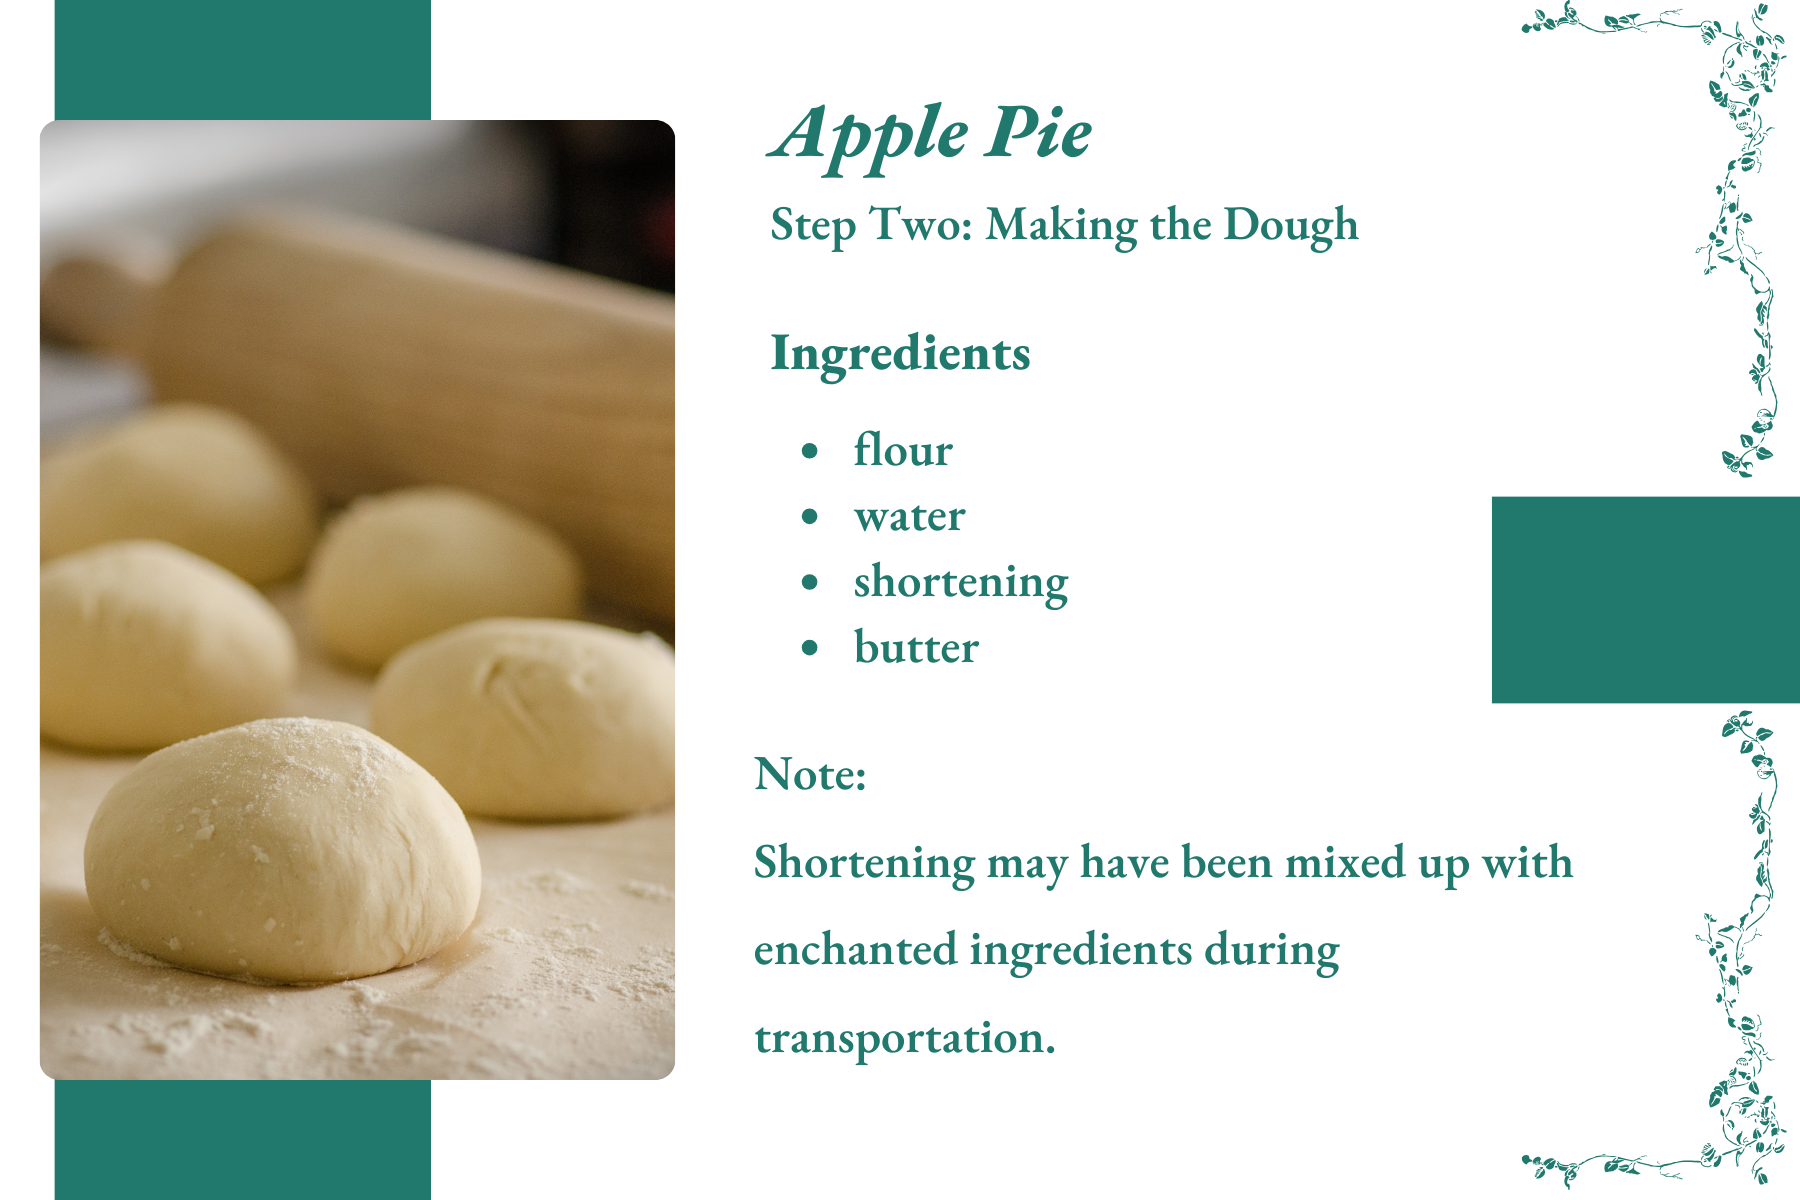 Apple Pie
Step Two: Making the Dough
Ingredients
• flour
• water
• shortening
• butter
Note:
Shortening may have been mixed up with
enchanted ingredients during
transportation.